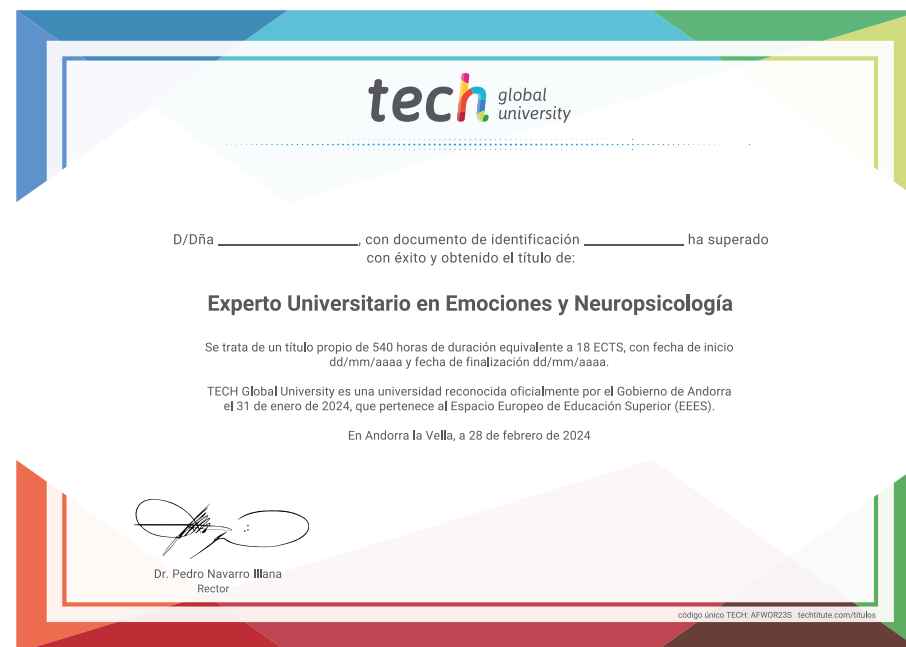 tech global university
D/Dña ____________, con documento de identificación ____________ ha superado
con éxito y obtenido el título de:
Experto Universitario en Emociones y Neuropsicología
Se trata de un título propio de 540 horas de duración equivalente a 18 ECTS, con fecha de inicio
dd/mm/aaaa y fecha de finalización dd/mm/aaaa.
TECH Global University es una universidad reconocida oficialmente por el Gobierno de Andorra
el 31 de enero de 2024, que pertenece al Espacio Europeo de Educación Superior (EEES).
En Andorra la Vella, a 28 de febrero de 2024
Dr. Pedro Navarro Illana
Rector
código único TECH: AFWOR23S techtitute.com/titulos